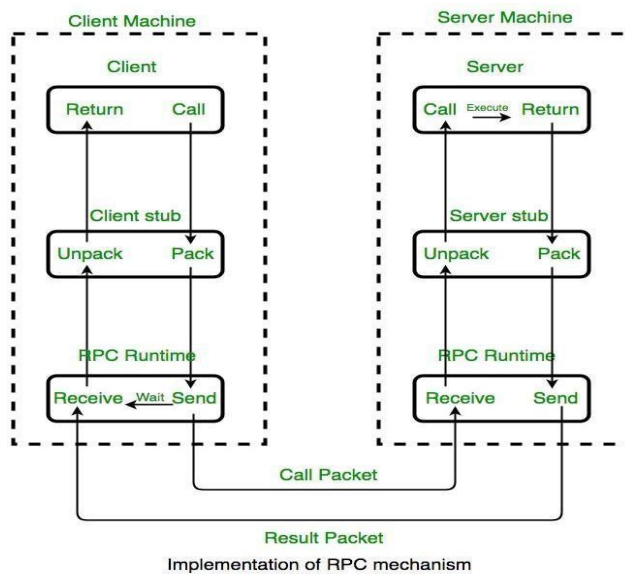 Client Machine
Server Machine
Client
Server
Return Call
Call Execute Return
Client stub
Server stub
Unpack Pack
Unpack Pack
RPC Runtime
RPC Runtime
Receive Wait Send
Receive Send
Call Packet
Result Packet
Implementation of RPC mechanism